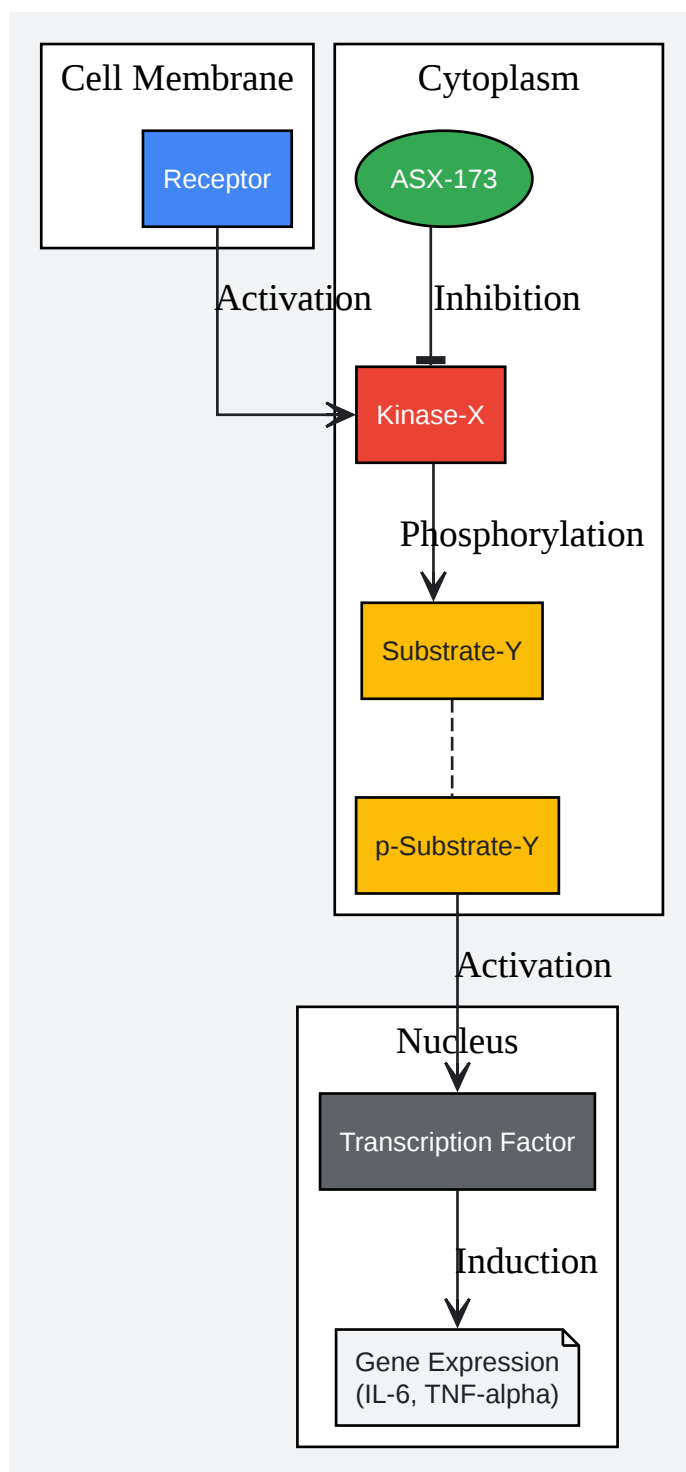 Cell Membrane
Cytoplasm
Receptor
ASX-173
Activation
Inhibition
Kinase-X
Phosphorylation
Substrate-Y
p-Substrate-Y
Activation
Nucleus
Transcription Factor
Induction
Gene Expression
(IL-6, TNF-alpha)